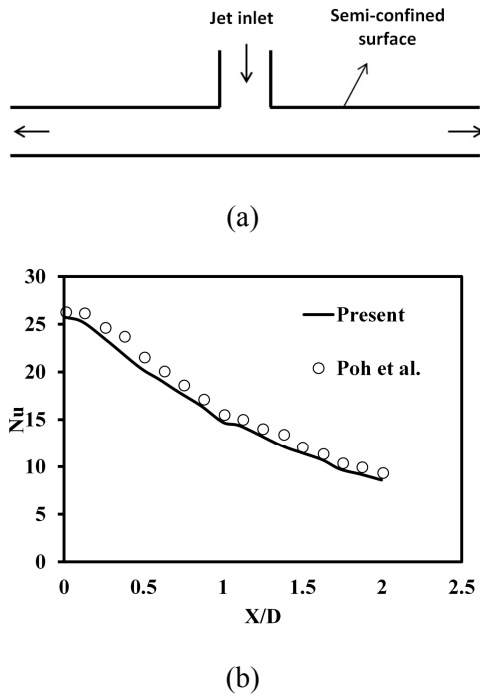 Jet inlet
Semi-confined
surface
(a)
30
25
20
15
10
5
0
Nu
Present
Poh et al.
0 0.5 1 1.5 2 2.5
X/D
(b)